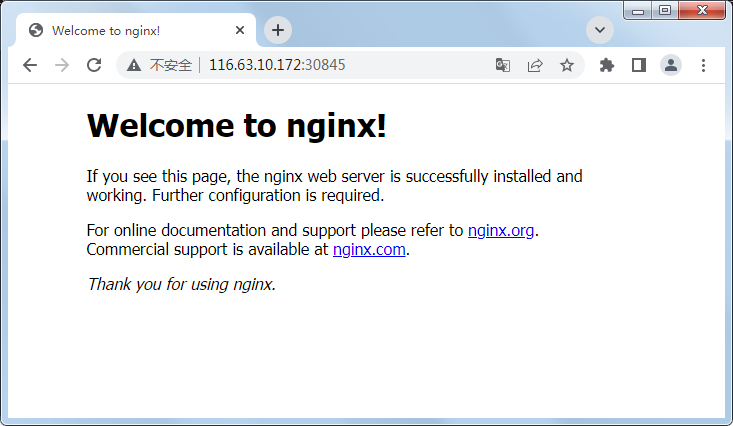 Welcome to nginx!
不安全 116.63.10.172:30845
Welcome to nginx!
If you see this page, the nginx web server is successfully installed and
working. Further configuration is required.
For online documentation and support please refer to nginx.org.
Commercial support is available at nginx.com.
Thank you for using nginx.